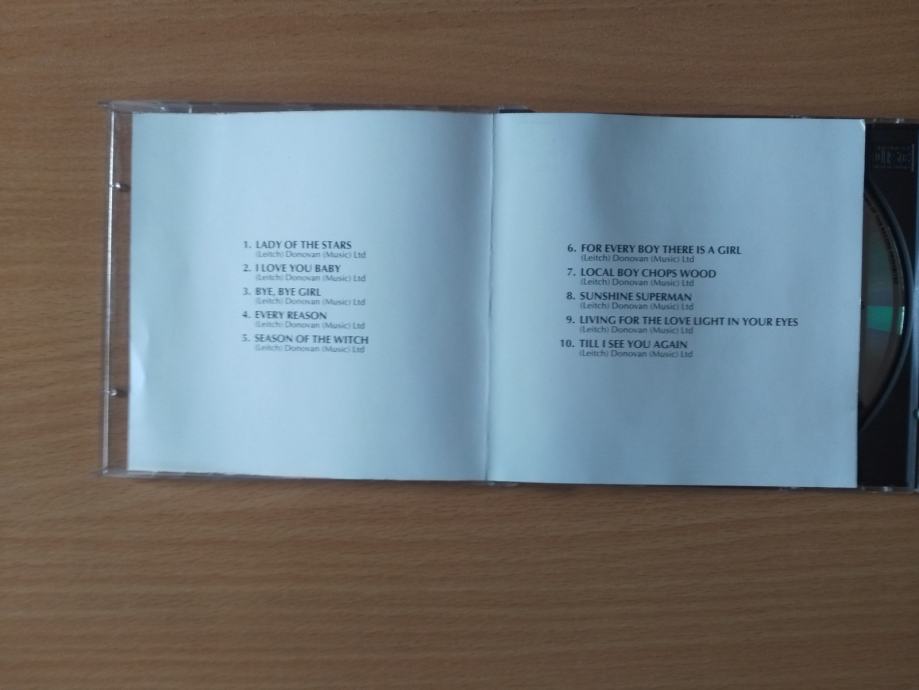 1. LADY OF THE STARS
(Leitch) Donovan (Music) Ltd
2. I LOVE YOU BABY
(Leitch) Donovan (Music) Ltd
3. BYE, BYE GIRL
(Leitch) Donovan (Music) Ltd
4. EVERY REASON
(Leitch) Donovan (Music) Ltd
5. SEASON OF THE WITCH
(Leitch) Donovan (Music) Ltd
6. FOR EVERY BOY THERE IS A GIRL
(Leitch) Donovan (Music) Ltd
7. LOCAL BOY CHOPS WOOD
(Leitch) Donovan (Music) Ltd
8. SUNSHINE SUPERMAN
(Leitch) Donovan (Music) Ltd
9. LIVING FOR THE LOVE LIGHT IN YOUR EYES
(Leitch) Donovan (Music) Ltd
10. TILL I SEE YOU AGAIN
(Leitch) Donovan (Music) Ltd